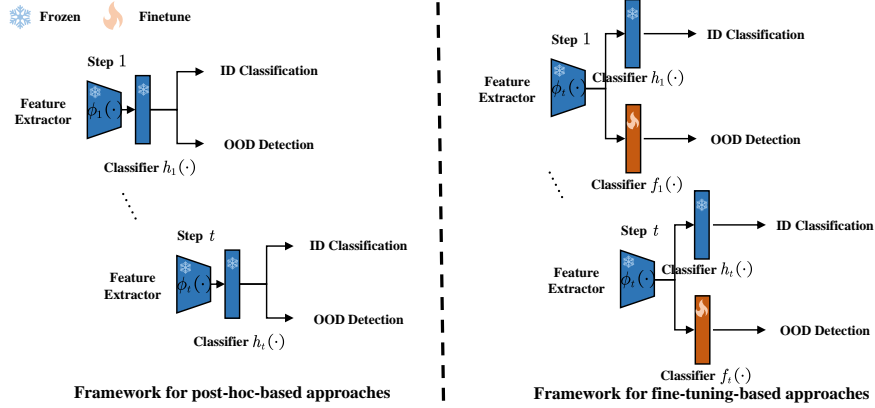 Frozen
Finetune
Step 1
Feature
Extractor
ϕ₁(·)
ID Classification
OOD Detection
Classifier h₁(·)
Step t
Feature
Extractor
ϕₜ(·)
ID Classification
OOD Detection
Classifier hₜ(·)
Framework for post-hoc-based approaches
Step 1
Feature
Extractor
ϕₜ(·)
ID Classification
Classifier h₁(·)
OOD Detection
Classifier f₁(·)
Step t
Feature
Extractor
ϕₜ(·)
ID Classification
Classifier hₜ(·)
OOD Detection
Classifier fₜ(·)
Framework for fine-tuning-based approaches